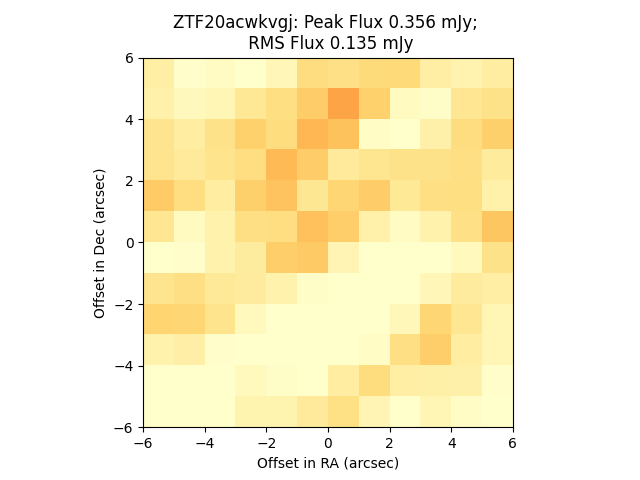 ZTF20acwkvgj: Peak Flux 0.356 mJy;
RMS Flux 0.135 mJy
6
4
2
0
−2
−4
−6
Offset in Dec (arcsec)
−6 −4 −2 0 2 4 6
Offset in RA (arcsec)